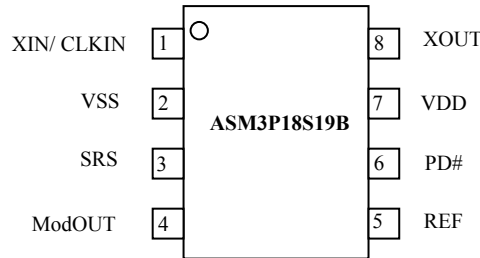 XIN/ CLKIN 1 8 XOUT
VSS 2 7 VDD
ASM3P18S19B
SRS 3 6 PD#
ModOUT 4 5 REF